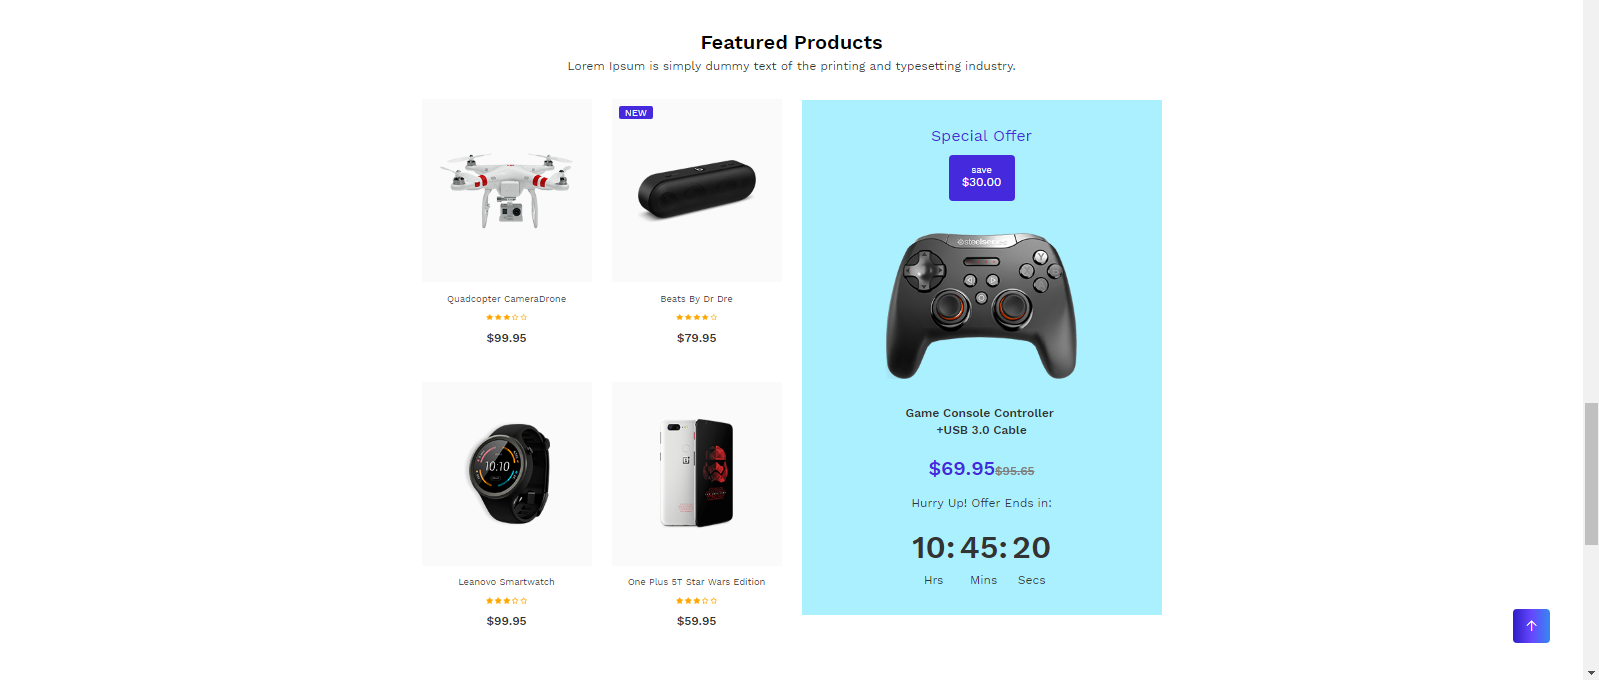 Featured Products
Lorem Ipsum is simply dummy text of the printing and typesetting industry.
NEW
Quadcopter CameraDrone
$99.95
Beats By Dr Dre
$79.95
10:10
Leanovo Smartwatch
$99.95
One Plus 5T Star Wars Edition
$59.95
Special Offer
save
$30.00
Y
X
B
A
Game Console Controller
+USB 3.0 Cable
$69.95$95.65
Hurry Up! Offer Ends in:
10: 45: 20
Hrs Mins Secs